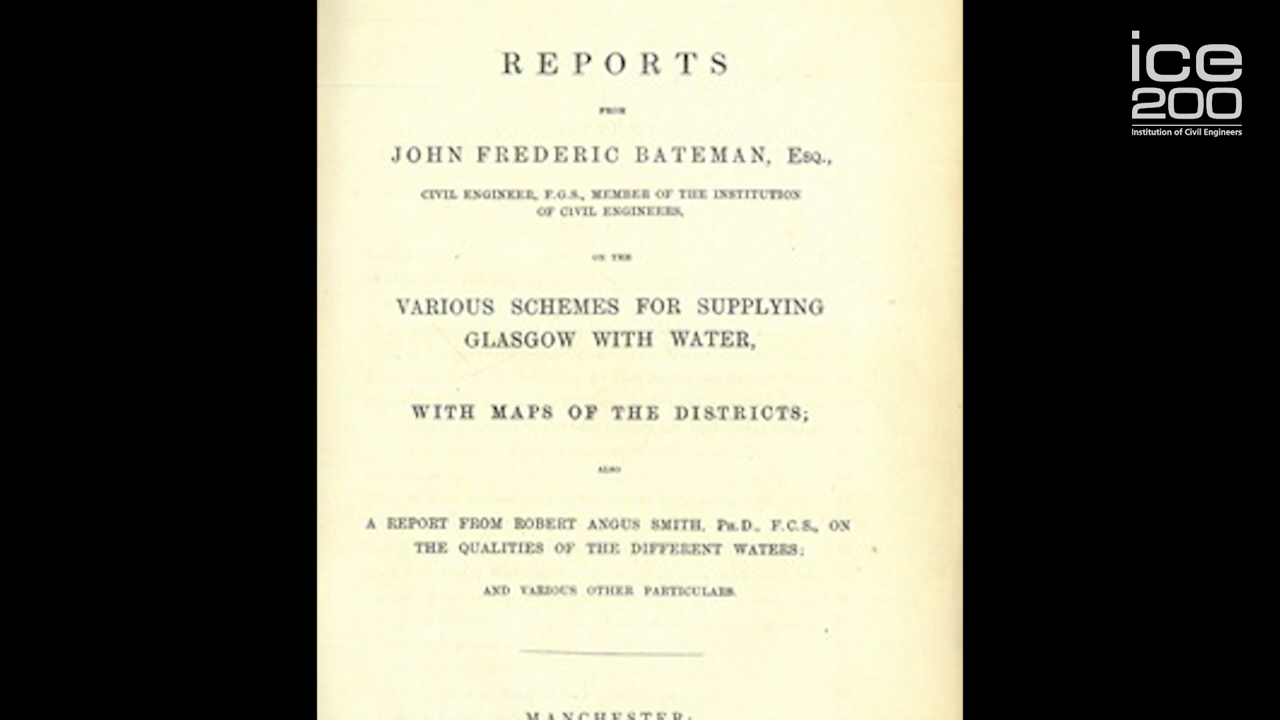 REPORTS
FROM
JOHN FREDERIC BATEMAN, ESQ.,
CIVIL ENGINEER, F.G.S., MEMBER OF THE INSTITUTION
OF CIVIL ENGINEERS,
ON THE
VARIOUS SCHEMES FOR SUPPLYING
GLASGOW WITH WATER,
WITH MAPS OF THE DISTRICTS;
ALSO
A REPORT FROM ROBERT ANGUS SMITH, PH.D., F.C.S., ON
THE QUALITIES OF THE DIFFERENT WATERS;
AND VARIOUS OTHER PARTICULARS.
MANCHESTER:
ice
200
Institution of Civil Engineers